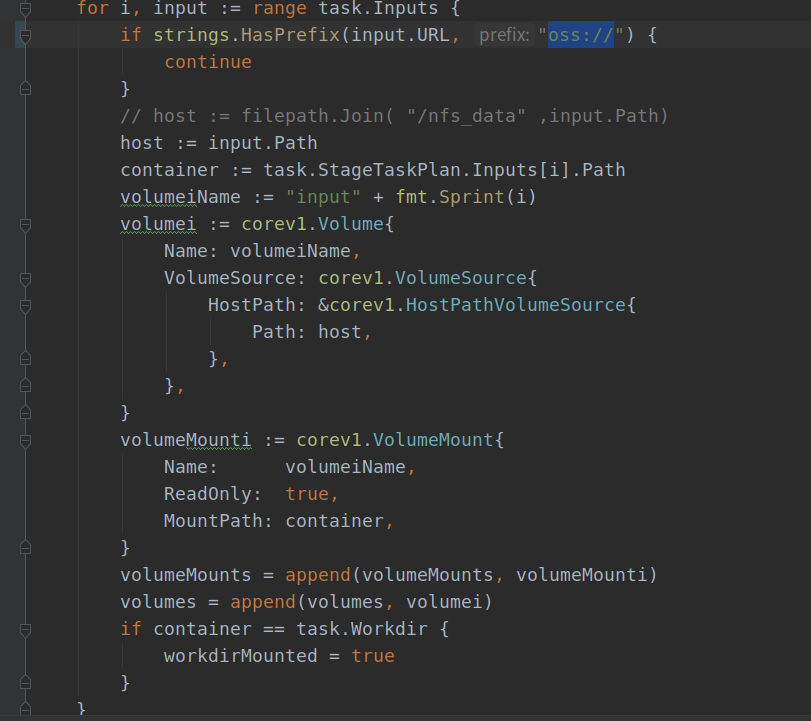 for i, input := range task.Inputs {
    if strings.HasPrefix(input.URL, prefix: "oss://") {
        continue
    }
    // host := filepath.Join( "/nfs_data" ,input.Path)
    host := input.Path
    container := task.StageTaskPlan.Inputs[i].Path
    volumeiName := "input" + fmt.Sprint(i)
    volumei := corev1.Volume{
        Name: volumeiName,
        VolumeSource: corev1.VolumeSource{
            HostPath: &corev1.HostPathVolumeSource{
                Path: host,
            },
        },
    }
    volumeMounti := corev1.VolumeMount{
        Name:      volumeiName,
        ReadOnly:  true,
        MountPath: container,
    }
    volumeMounts = append(volumeMounts, volumeMounti)
    volumes = append(volumes, volumei)
    if container == task.Workdir {
        workdirMounted = true
    }
}